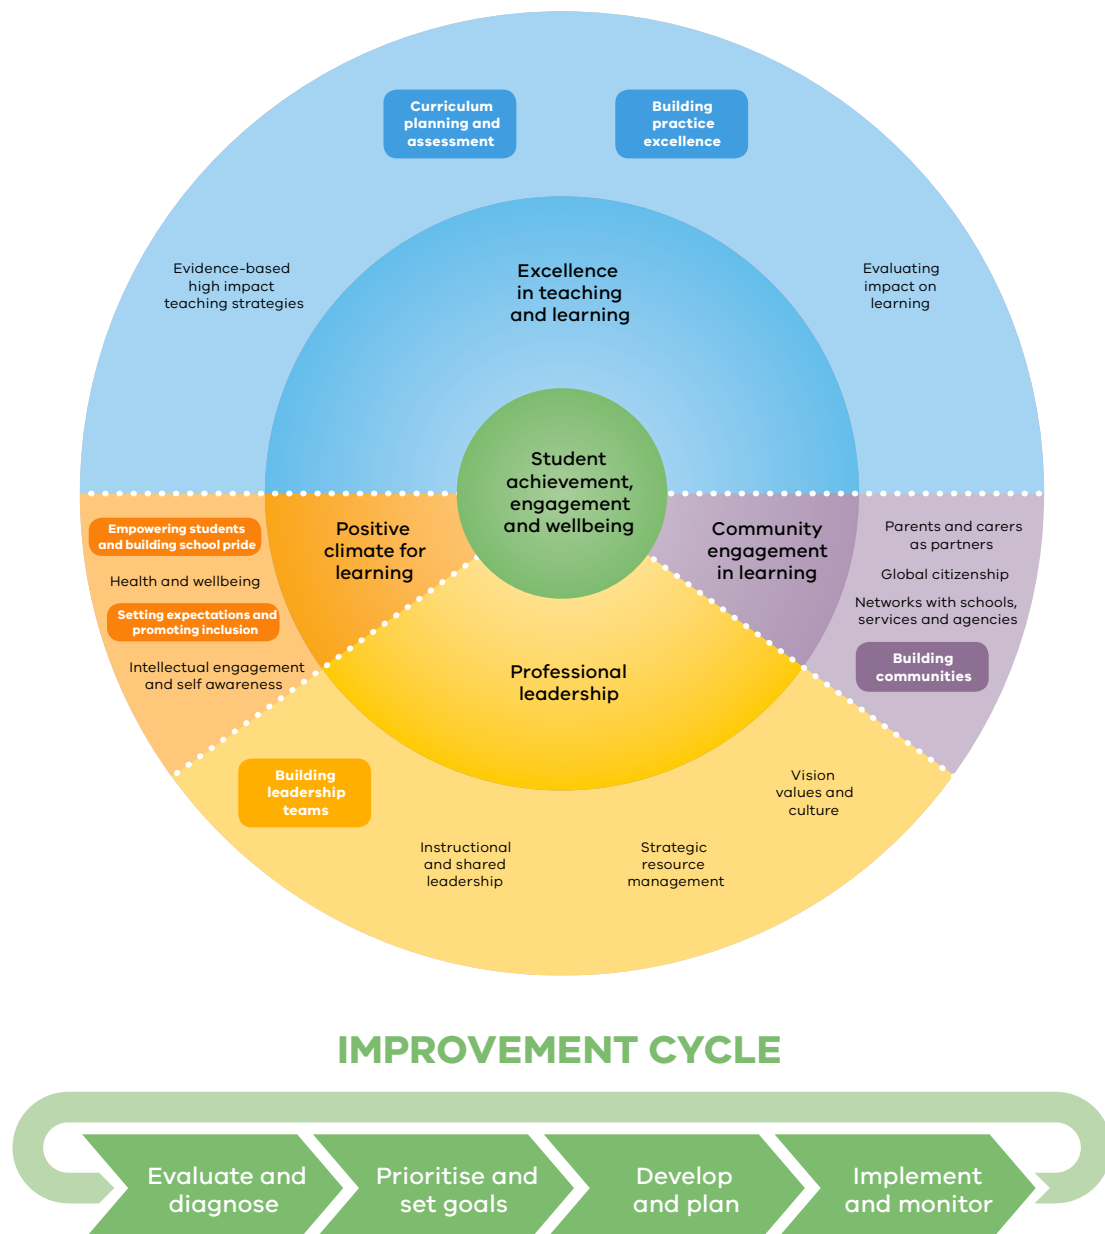 Curriculum
planning and
assessment
Building
practice
excellence
Evidence-based
high impact
teaching strategies
Excellence
in teaching
and learning
Evaluating
impact on
learning
Student
achievement,
engagement
and wellbeing
Empowering students
and building school pride
Health and wellbeing
Setting expectations and
promoting inclusion
Intellectual engagement
and self awareness
Positive
climate for
learning
Community
engagement
in learning
Parents and carers
as partners
Global citizenship
Networks with schools,
services and agencies
Building
communities
Professional
leadership
Building
leadership
teams
Instructional
and shared
leadership
Strategic
resource
management
Vision
values and
culture
IMPROVEMENT CYCLE
Evaluate and
diagnose
Prioritise and
set goals
Develop
and plan
Implement
and monitor